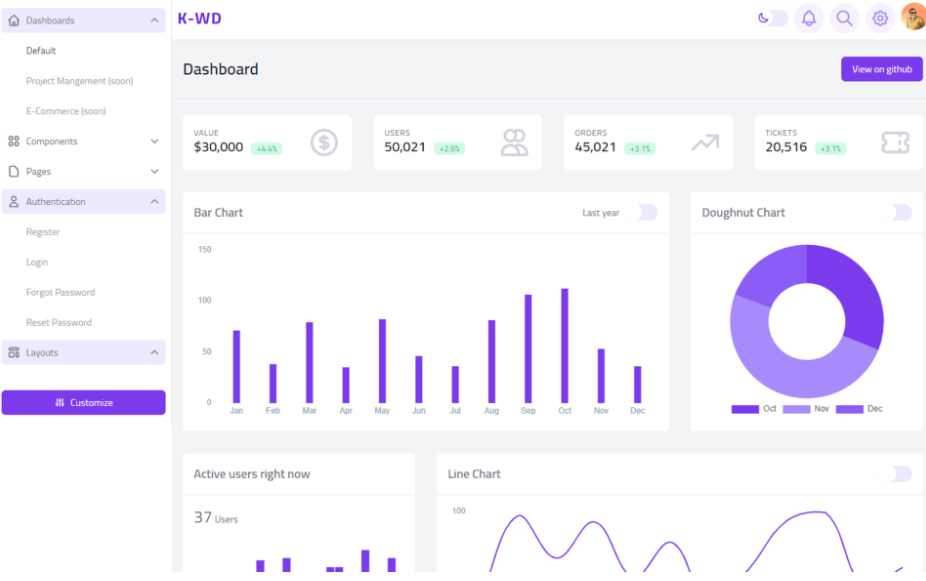 Dashboards
Default
Project Mangement (soon)
E-Commerce (soon)
Components
Pages
Authentication
Register
Login
Forgot Password
Reset Password
Layouts
Customize
K-WD
Dashboard
View on github
VALUE
$30,000 +4.4%
USERS
50,021 +2.6%
ORDERS
45,021 +3.1%
TICKETS
20,516 +3.1%
Bar Chart
Last year
150
100
50
0
Jan Feb Mar Apr May Jun Jul Aug Sep Oct Nov Dec
Doughnut Chart
Oct Nov Dec
Active users right now
37 Users
Line Chart
100